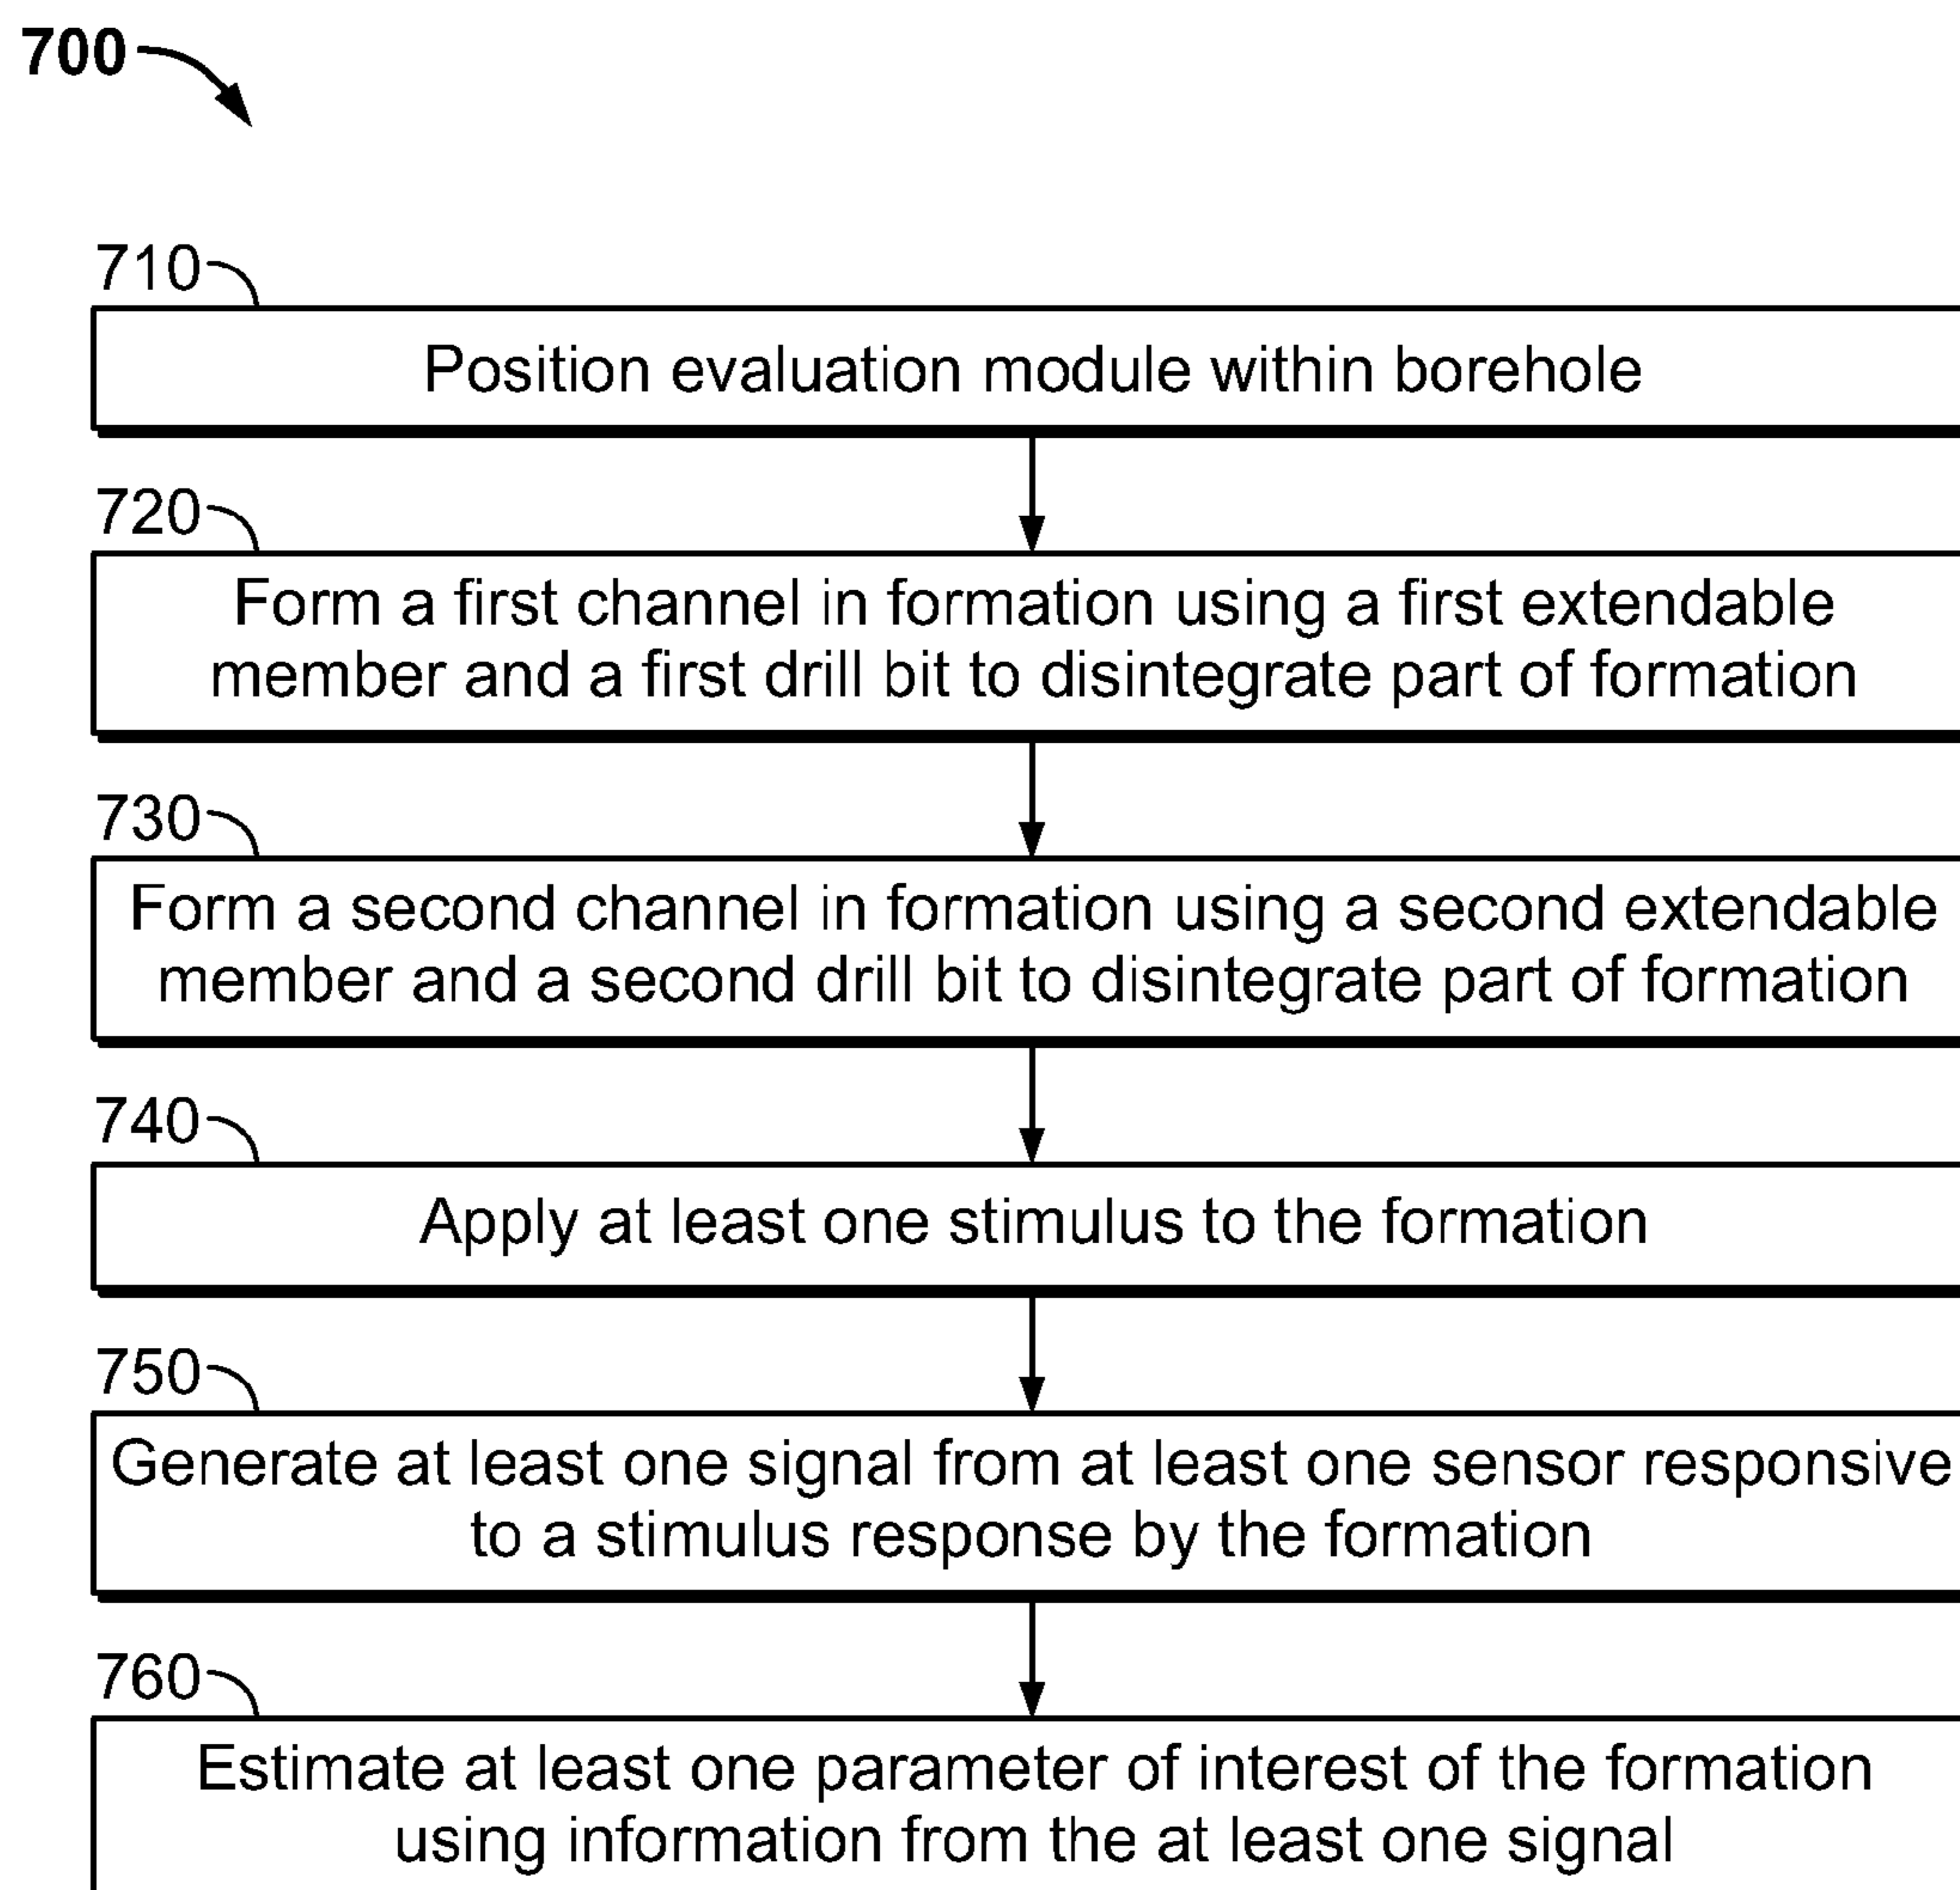 700
710
Position evaluation module within borehole
720
Form a first channel in formation using a first extendable
member and a first drill bit to disintegrate part of formation
730
Form a second channel in formation using a second extendable
member and a second drill bit to disintegrate part of formation
740
Apply at least one stimulus to the formation
750
Generate at least one signal from at least one sensor responsive
to a stimulus response by the formation
760
Estimate at least one parameter of interest of the formation
using information from the at least one signal